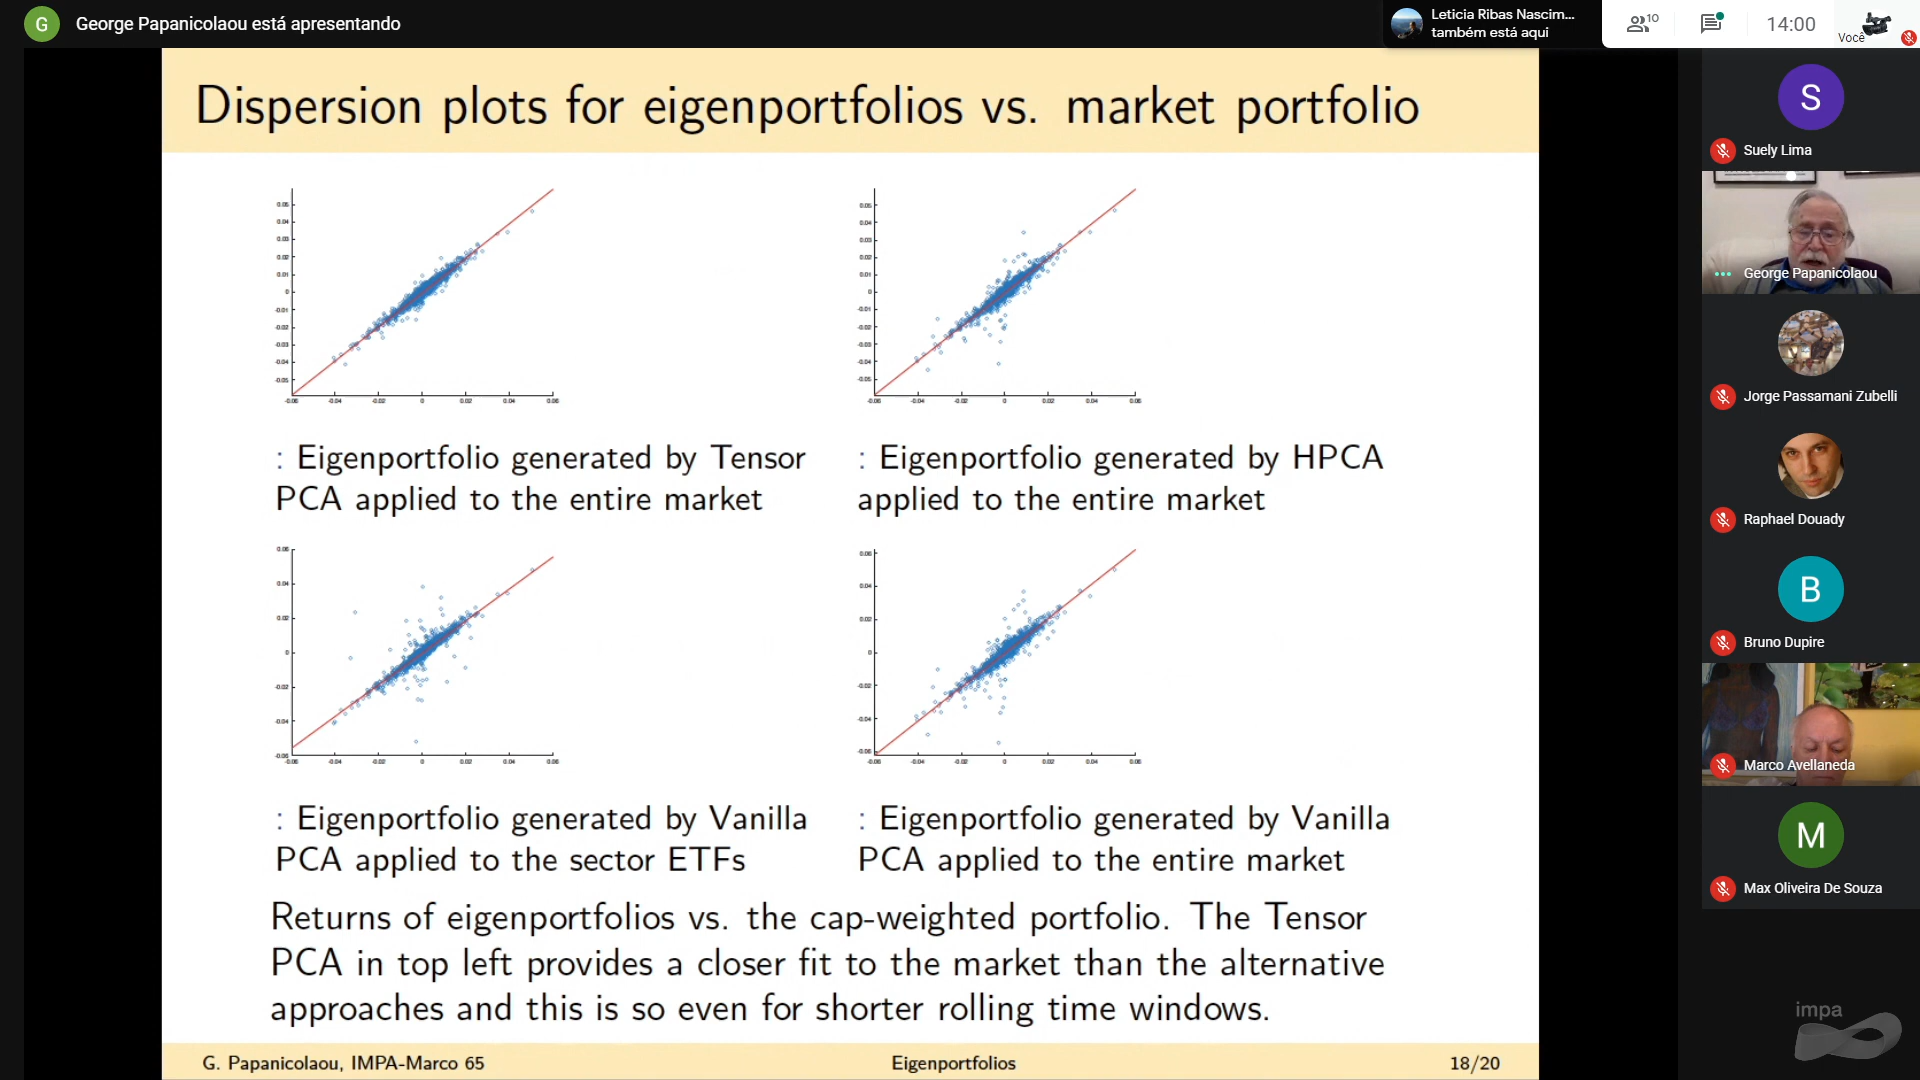 G
George Papanicolaou está apresentando
Leticia Ribas Nascim...
também está aqui
10
14:00
Você
Dispersion plots for eigenportfolios vs. market portfolio
: Eigenportfolio generated by Tensor
PCA applied to the entire market
: Eigenportfolio generated by HPCA
applied to the entire market
: Eigenportfolio generated by Vanilla
PCA applied to the sector ETFs
: Eigenportfolio generated by Vanilla
PCA applied to the entire market
Returns of eigenportfolios vs. the cap-weighted portfolio. The Tensor
PCA in top left provides a closer fit to the market than the alternative
approaches and this is so even for shorter rolling time windows.
G. Papanicolaou, IMPA-Marco 65
Eigenportfolios
18/20
S
Suely Lima
George Papanicolaou
Jorge Passamani Zubelli
Raphael Douady
B
Bruno Dupire
Marco Avellaneda
M
Max Oliveira De Souza
impa